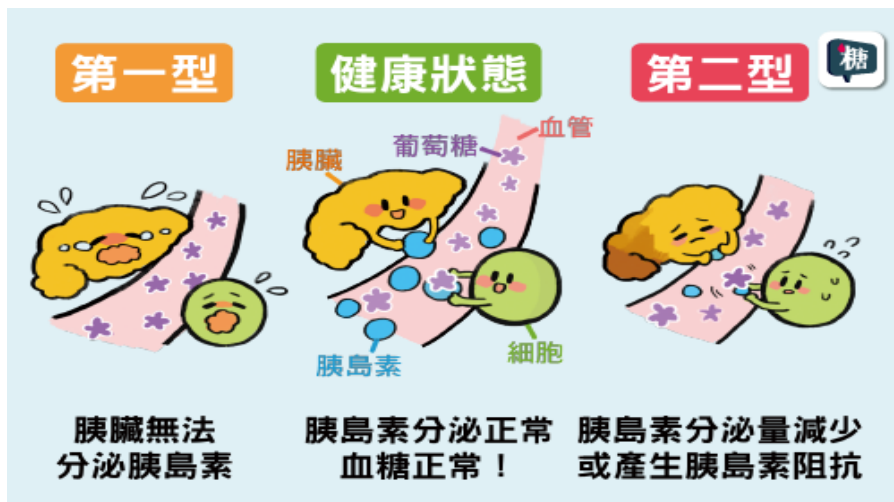 第一型
健康狀態
第二型
糖
血管
葡萄糖
胰臟
胰島素
細胞
胰臟無法
分泌胰島素
胰島素分泌正常
血糖正常！
胰島素分泌量減少
或產生胰島素阻抗